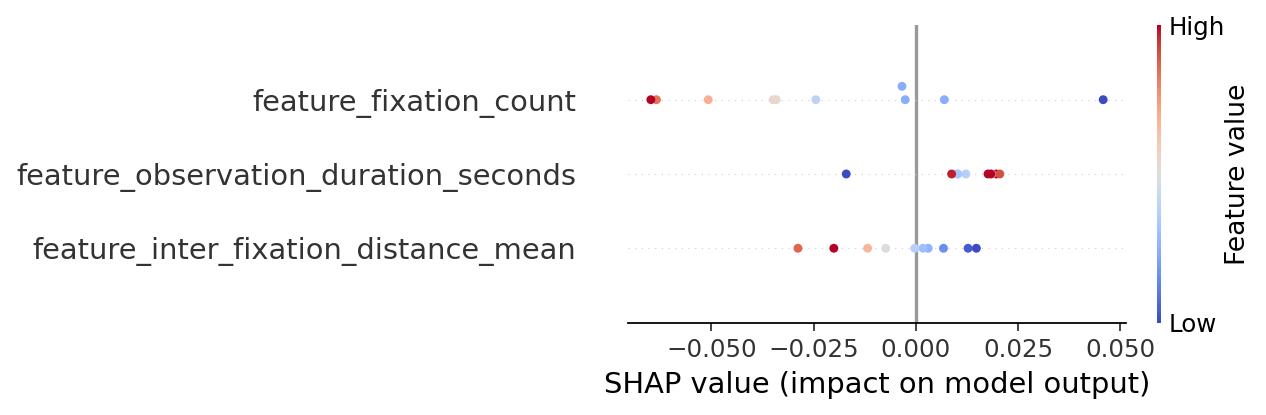 High
feature_fixation_count
feature_observation_duration_seconds
feature_inter_fixation_distance_mean
Feature value
Low
−0.050 −0.025 0.000 0.025 0.050
SHAP value (impact on model output)